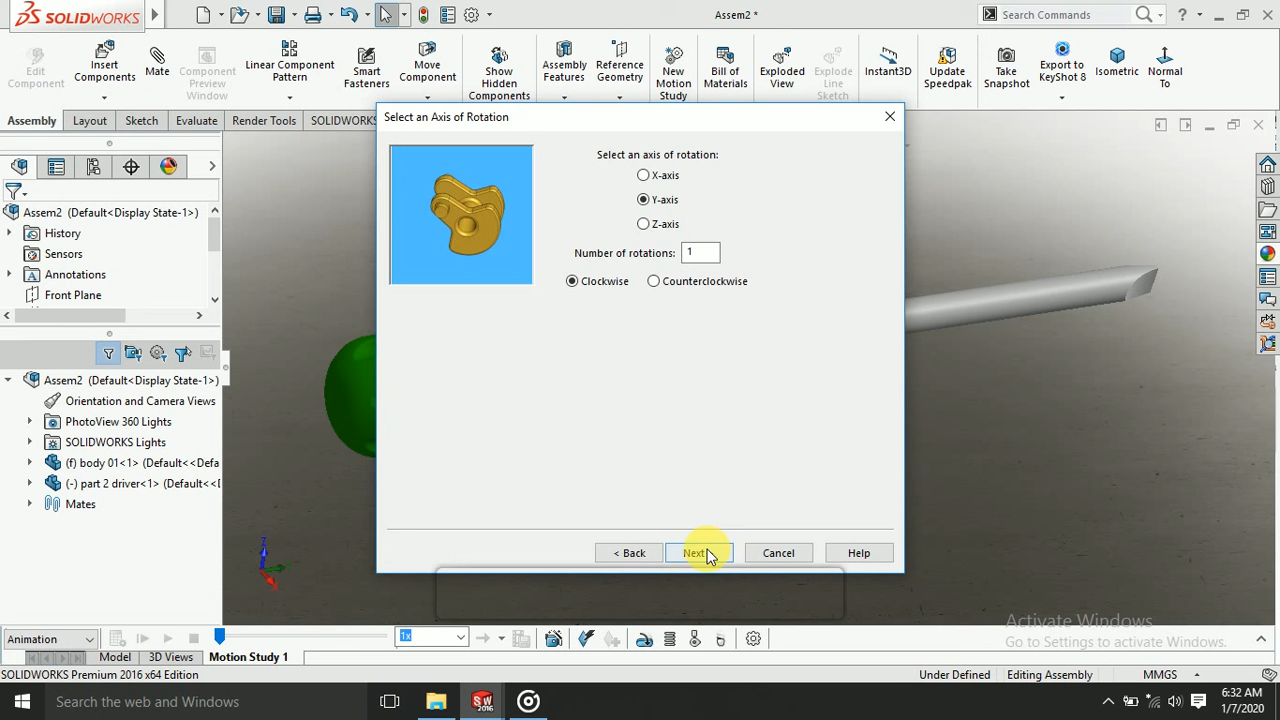 SOLIDWORKS
Assem2 *
Search Commands
Edit Component
Insert Components
Mate
Component Preview Window
Linear Component Pattern
Smart Fasteners
Move Component
Show Hidden Components
Assembly Features
Reference Geometry
New Motion Study
Bill of Materials
Exploded View
Explode Line Sketch
Instant3D
Update Speedpak
Take Snapshot
Export to KeyShot 8
Isometric
Normal To
Assembly
Layout
Sketch
Evaluate
Render Tools
SOLIDWORKS
Select an Axis of Rotation
Select an axis of rotation:
X-axis
Y-axis
Z-axis
Number of rotations: 1
Clockwise
Counterclockwise
< Back
Next
Cancel
Help
Assem2 (Default<Display State-1>)
History
Sensors
Annotations
Front Plane
Assem2 (Default<Display State-1>)
Orientation and Camera Views
PhotoView 360 Lights
SOLIDWORKS Lights
(f) body 01<1> (Default<<Defa
(-) part 2 driver<1> (Default<<D
Mates
Activate Windows
Go to Settings to activate Windows.
Animation
1x
Model
3D Views
Motion Study 1
SOLIDWORKS Premium 2016 x64 Edition
Under Defined
Editing Assembly
MMGS
Search the web and Windows
SW
2016
6:32 AM
1/7/2020